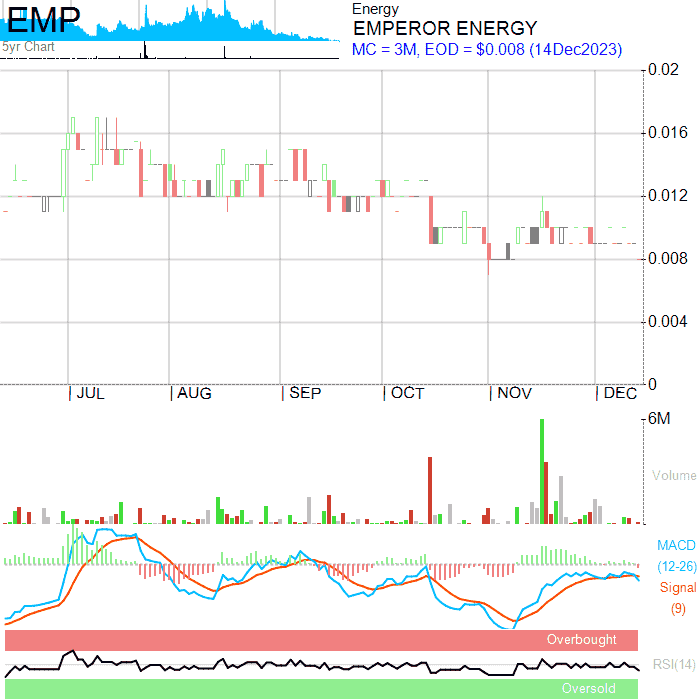 EMP
5yr Chart
Energy
EMPEROR ENERGY
MC = 3M, EOD = $0.008 (14Dec2023)
0.02
0.016
0.012
0.008
0.004
0
JUL AUG SEP OCT NOV DEC
6M
Volume
MACD
(12-26)
Signal
(9)
Overbought
RSI(14)
Oversold